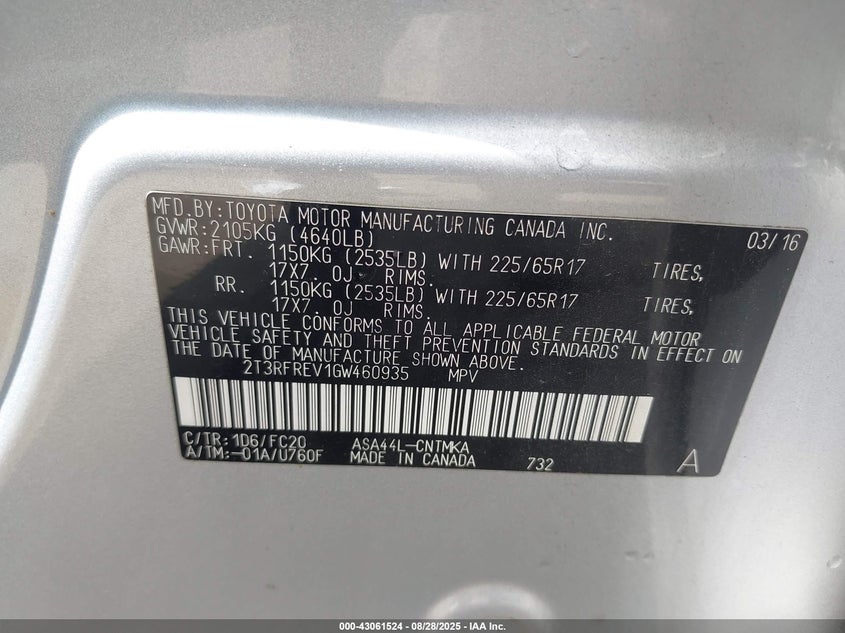 MFD.BY:TOYOTA MOTOR MANUFACTURING CANADA INC. 03/16
GVWR:2105KG (4640LB)
GAWR:FRT. 1150KG (2535LB) WITH 225/65R17 TIRES,
17X7. 0J RIMS.
RR. 1150KG (2535LB) WITH 225/65R17 TIRES,
17X7. 0J RIMS.
THIS VEHICLE CONFORMS TO ALL APPLICABLE FEDERAL MOTOR
VEHICLE SAFETY AND THEFT PREVENTION STANDARDS IN EFFECT ON
THE DATE OF MANUFACTURE SHOWN ABOVE.
2T3RFREV1GW460935 MPV
C/TR:1D6/FC20 ASA44L-CNTMKA
A/TM:-01A/U760F MADE IN CANADA 732 A
000-43061524 - 08/28/2025 - IAA Inc.